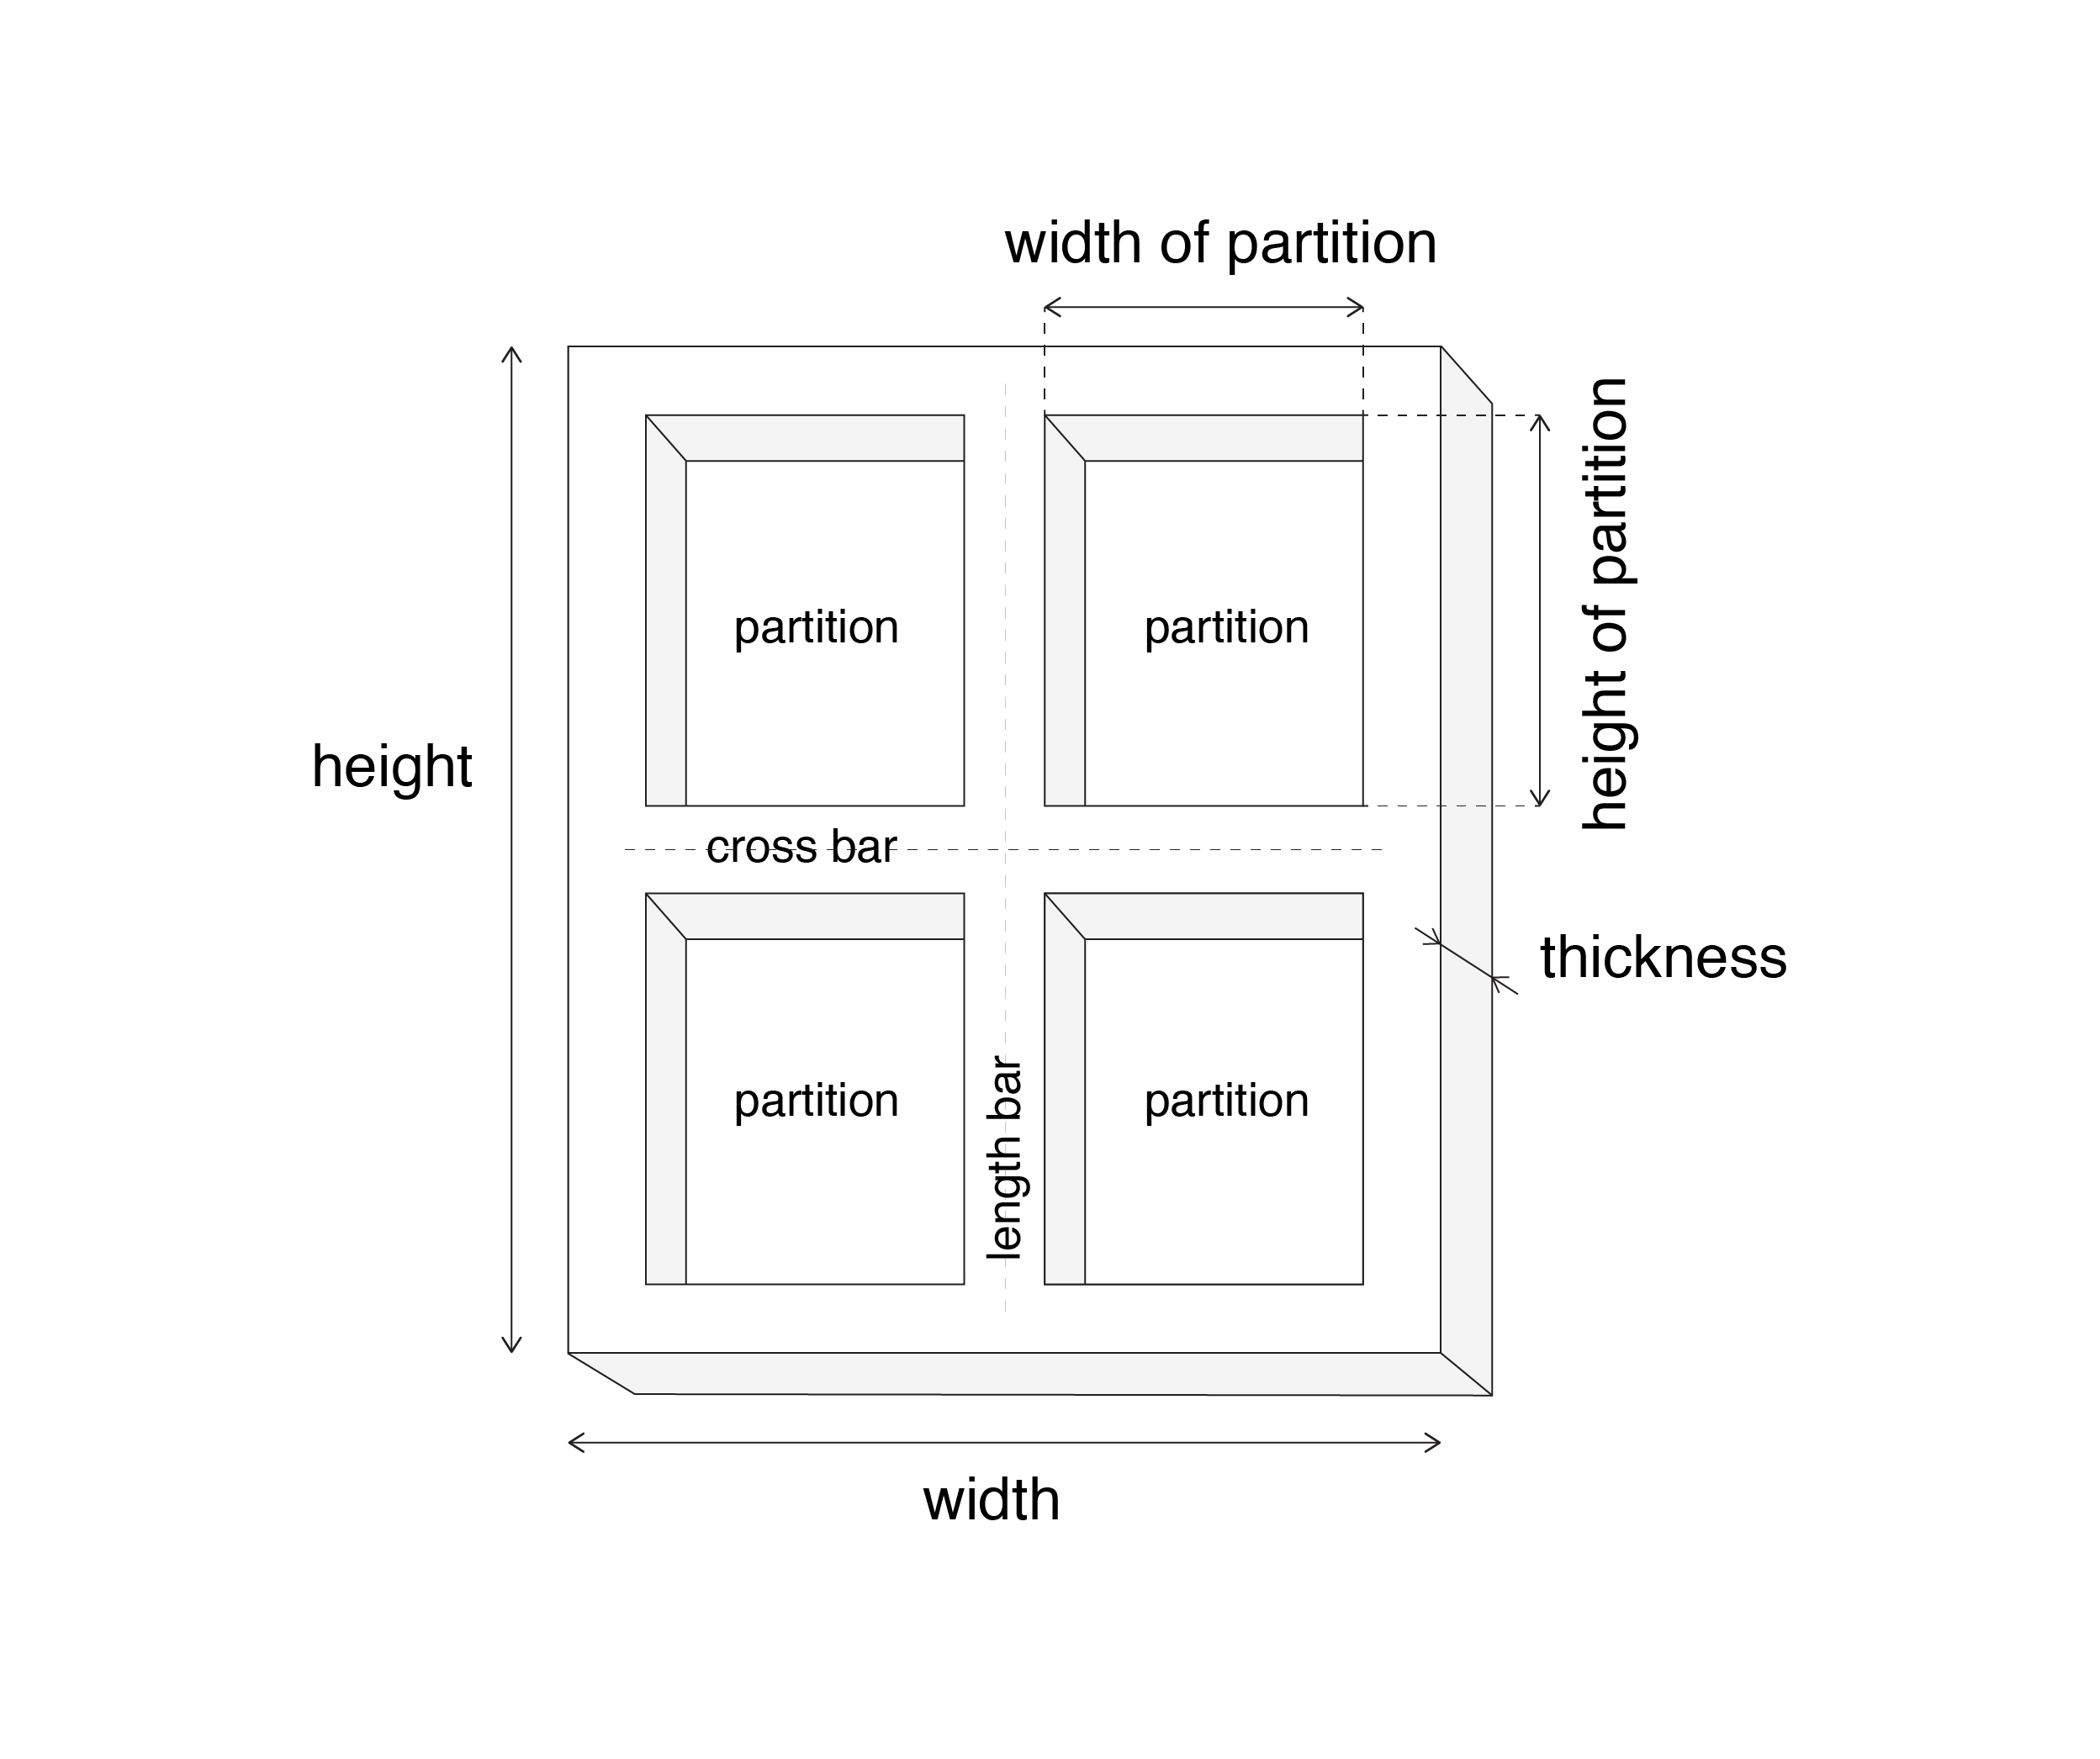 width of partition
height of partition
partition
partition
height
cross bar
thickness
partition
partition
length bar
width